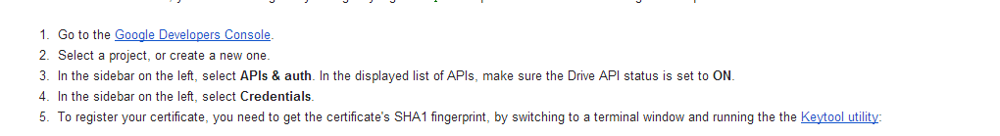 1. Go to the Google Developers Console.
2. Select a project, or create a new one.
3. In the sidebar on the left, select APIs & auth. In the displayed list of APIs, make sure the Drive API status is set to ON.
4. In the sidebar on the left, select Credentials.
5. To register your certificate, you need to get the certificate's SHA1 fingerprint, by switching to a terminal window and running the the Keytool utility: